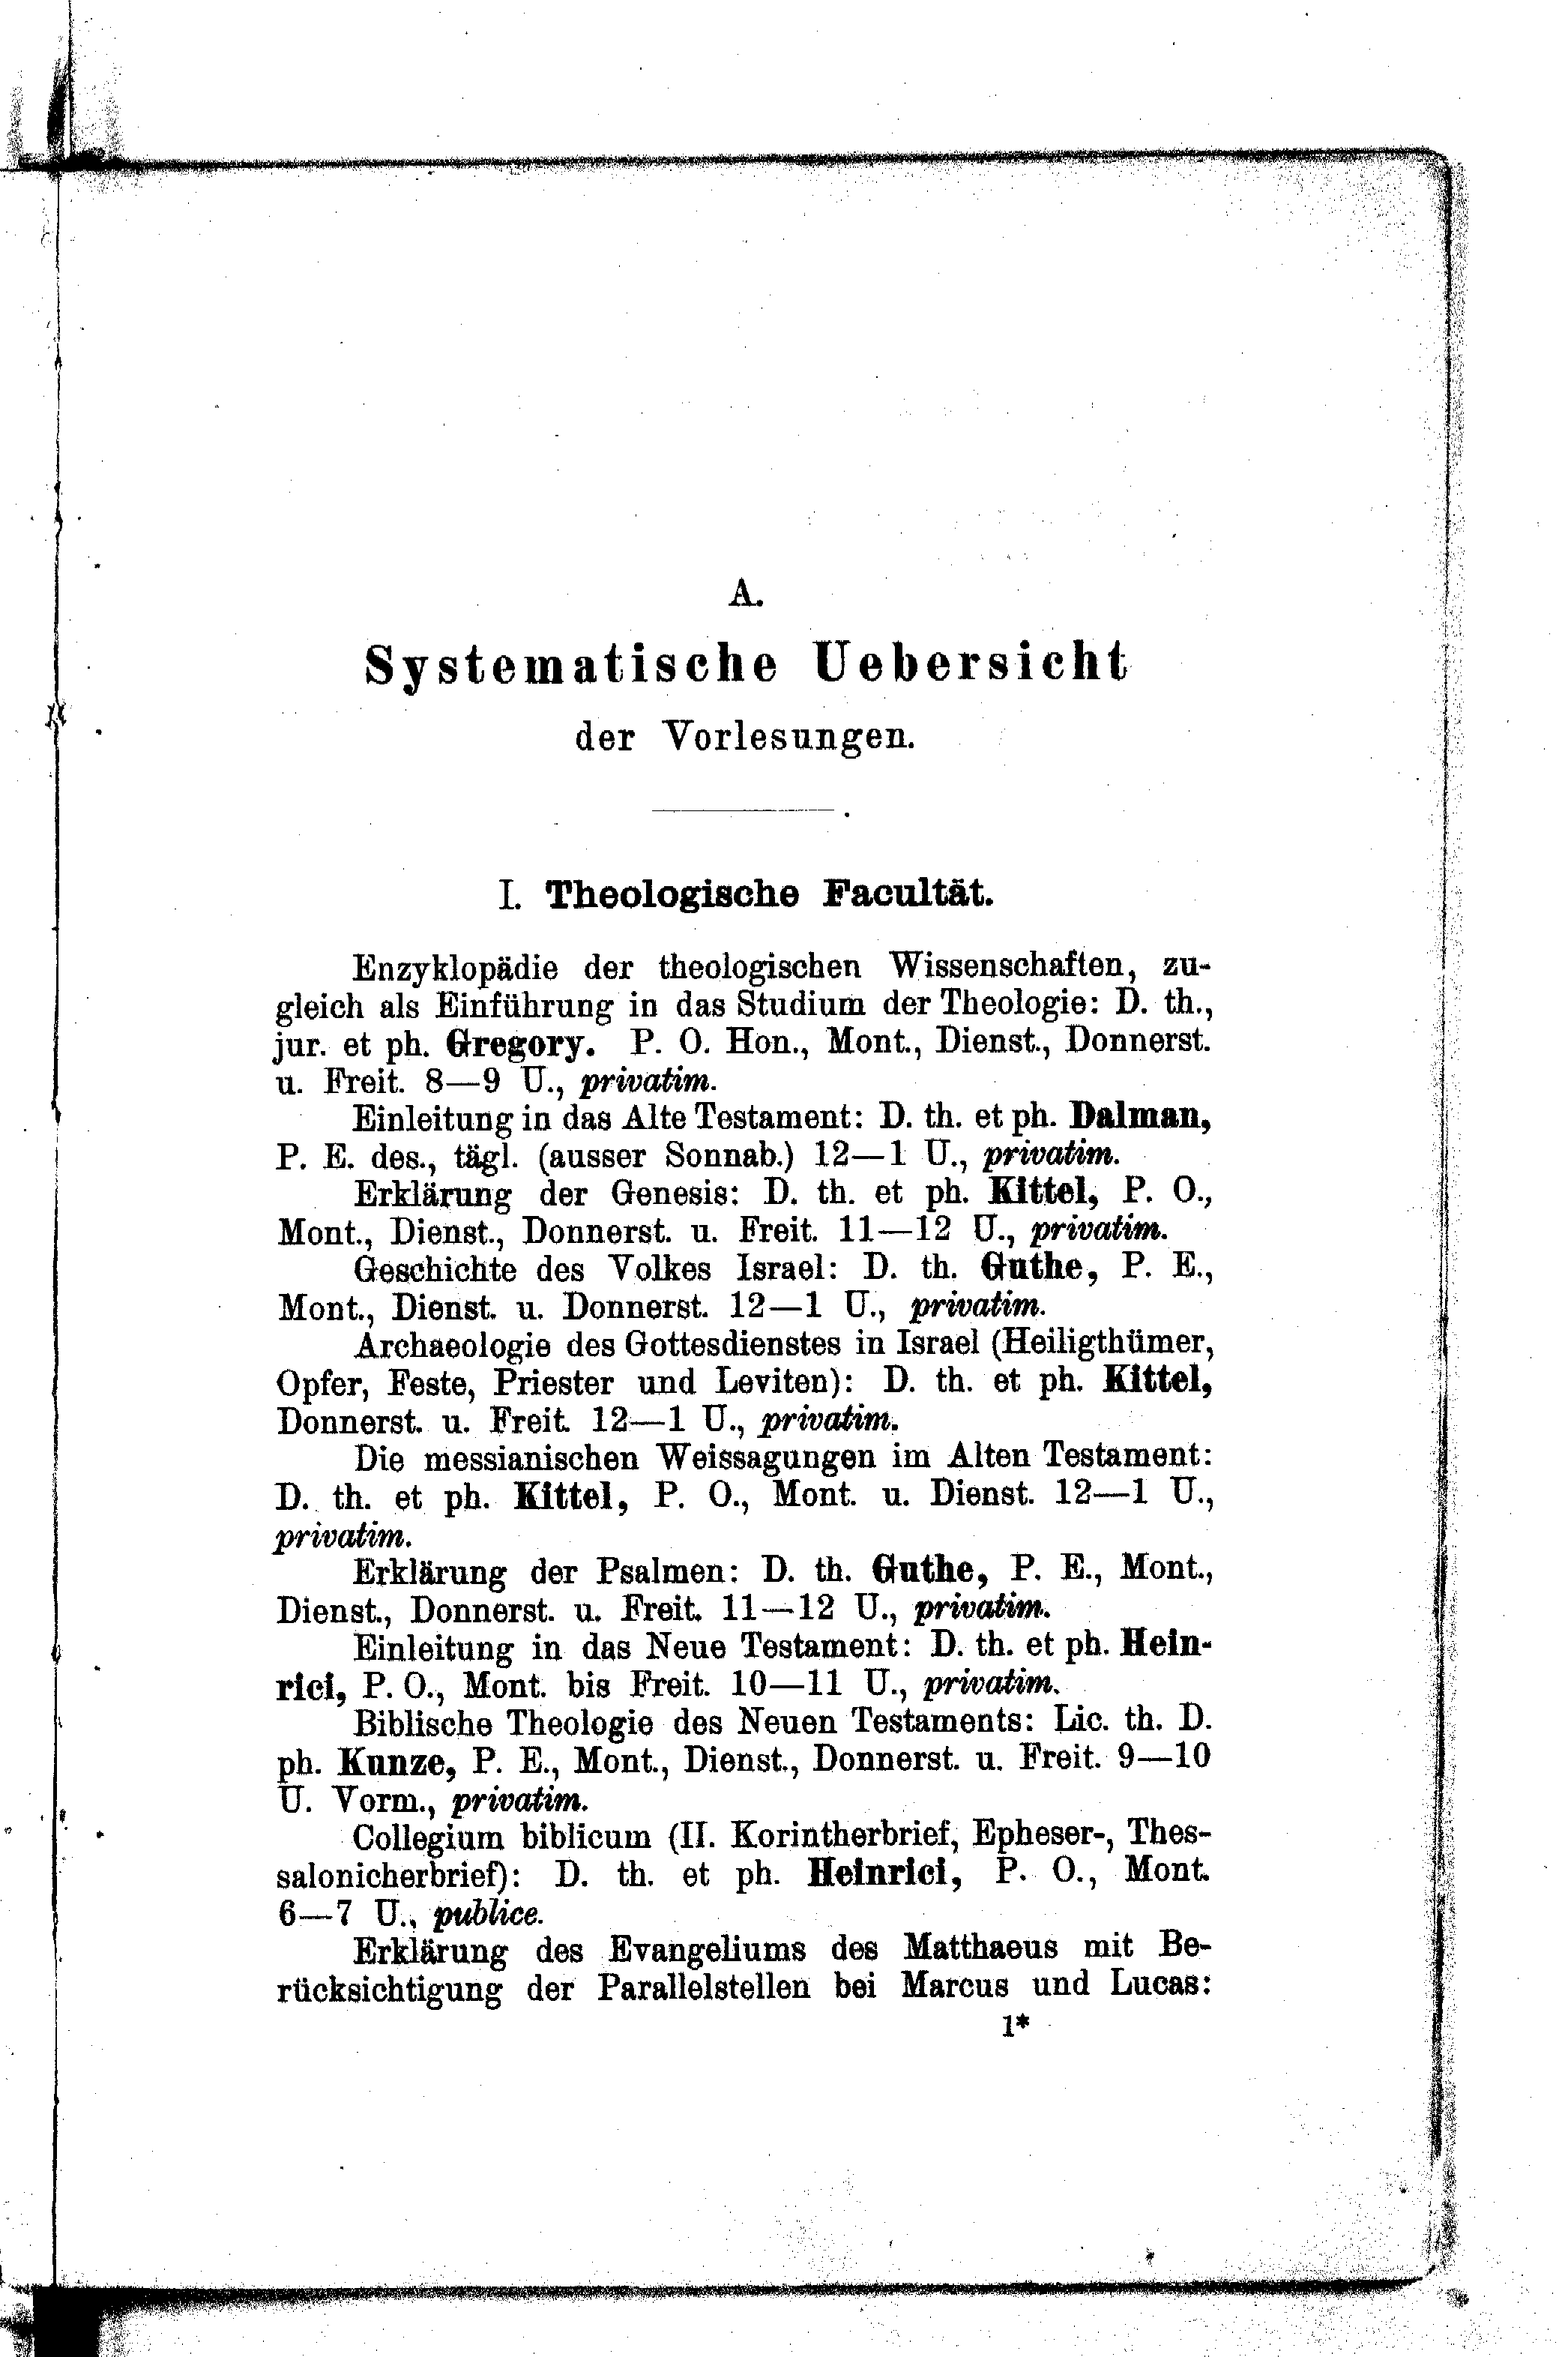 A.
Systematische Uebersicht
der Vorlesungen.
I. Theologische Facultät.
Enzyklopädie der theologischen Wissenschaften, zu-
gleich als Einführung in das Studium der Theologie: D. th.,
jur. et ph. Gregory. P. O. Hon., Mont., Dienst., Donnerst.
u. Freit. 8—9 U., privatim.
Einleitung in das Alte Testament: D. th. et ph. Dalman,
P. E. des., tägl. (ausser Sonnab.) 12—1 U., privatim.
Erklärung der Genesis: D. th. et ph. Kittel, P. O.,
Mont., Dienst., Donnerst. u. Freit. 11—12 U., privatim.
Geschichte des Volkes Israel: D. th. Guthe, P. E.,
Mont., Dienst. u. Donnerst. 12—1 U., privatim.
Archaeologie des Gottesdienstes in Israel (Heiligthümer,
Opfer, Feste, Priester und Leviten): D. th. et ph. Kittel,
Donnerst. u. Freit. 12—1 U., privatim.
Die messianischen Weissagungen im Alten Testament:
D. th. et ph. Kittel, P. O., Mont. u. Dienst. 12—1 U.,
privatim.
Erklärung der Psalmen: D. th. Guthe, P. E., Mont.,
Dienst., Donnerst. u. Freit. 11—12 U., privatim.
Einleitung in das Neue Testament: D. th. et ph. Hein-
rici, P. O., Mont. bis Freit. 10—11 U., privatim.
Biblische Theologie des Neuen Testaments: Lic. th. D.
ph. Kunze, P. E., Mont., Dienst., Donnerst. u. Freit. 9—10
U. Vorm., privatim.
Collegium biblicum (II. Korintherbrief, Epheser-, Thes-
salonicherbrief): D. th. et ph. Heinrici, P. O., Mont.
6—7 U., publice.
Erklärung des Evangeliums des Matthaeus mit Be-
rücksichtigung der Parallelstellen bei Marcus und Lucas:
1*